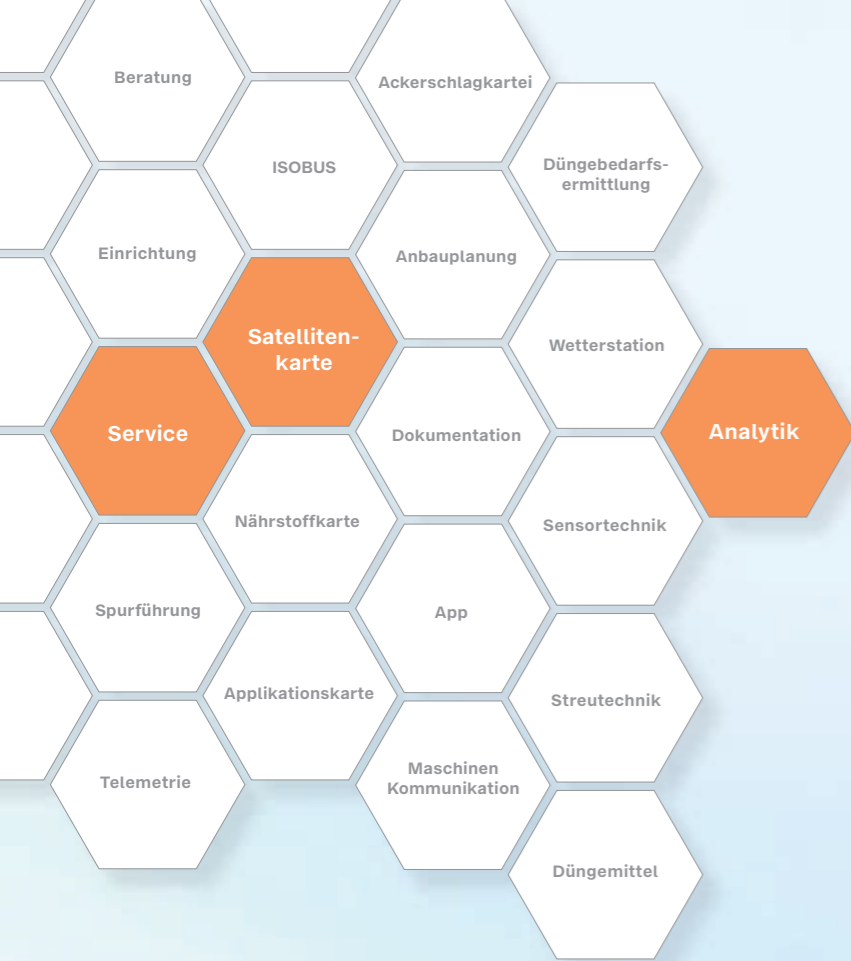 Beratung
Ackerschlagkartei
ISOBUS
Düngebedarfs-
ermittlung
Einrichtung
Anbauplanung
Satelliten-
karte
Wetterstation
Service
Dokumentation
Analytik
Nährstoffkarte
Sensortechnik
Spurführung
App
Applikationskarte
Streutechnik
Telemetrie
Maschinen
Kommunikation
Düngemittel